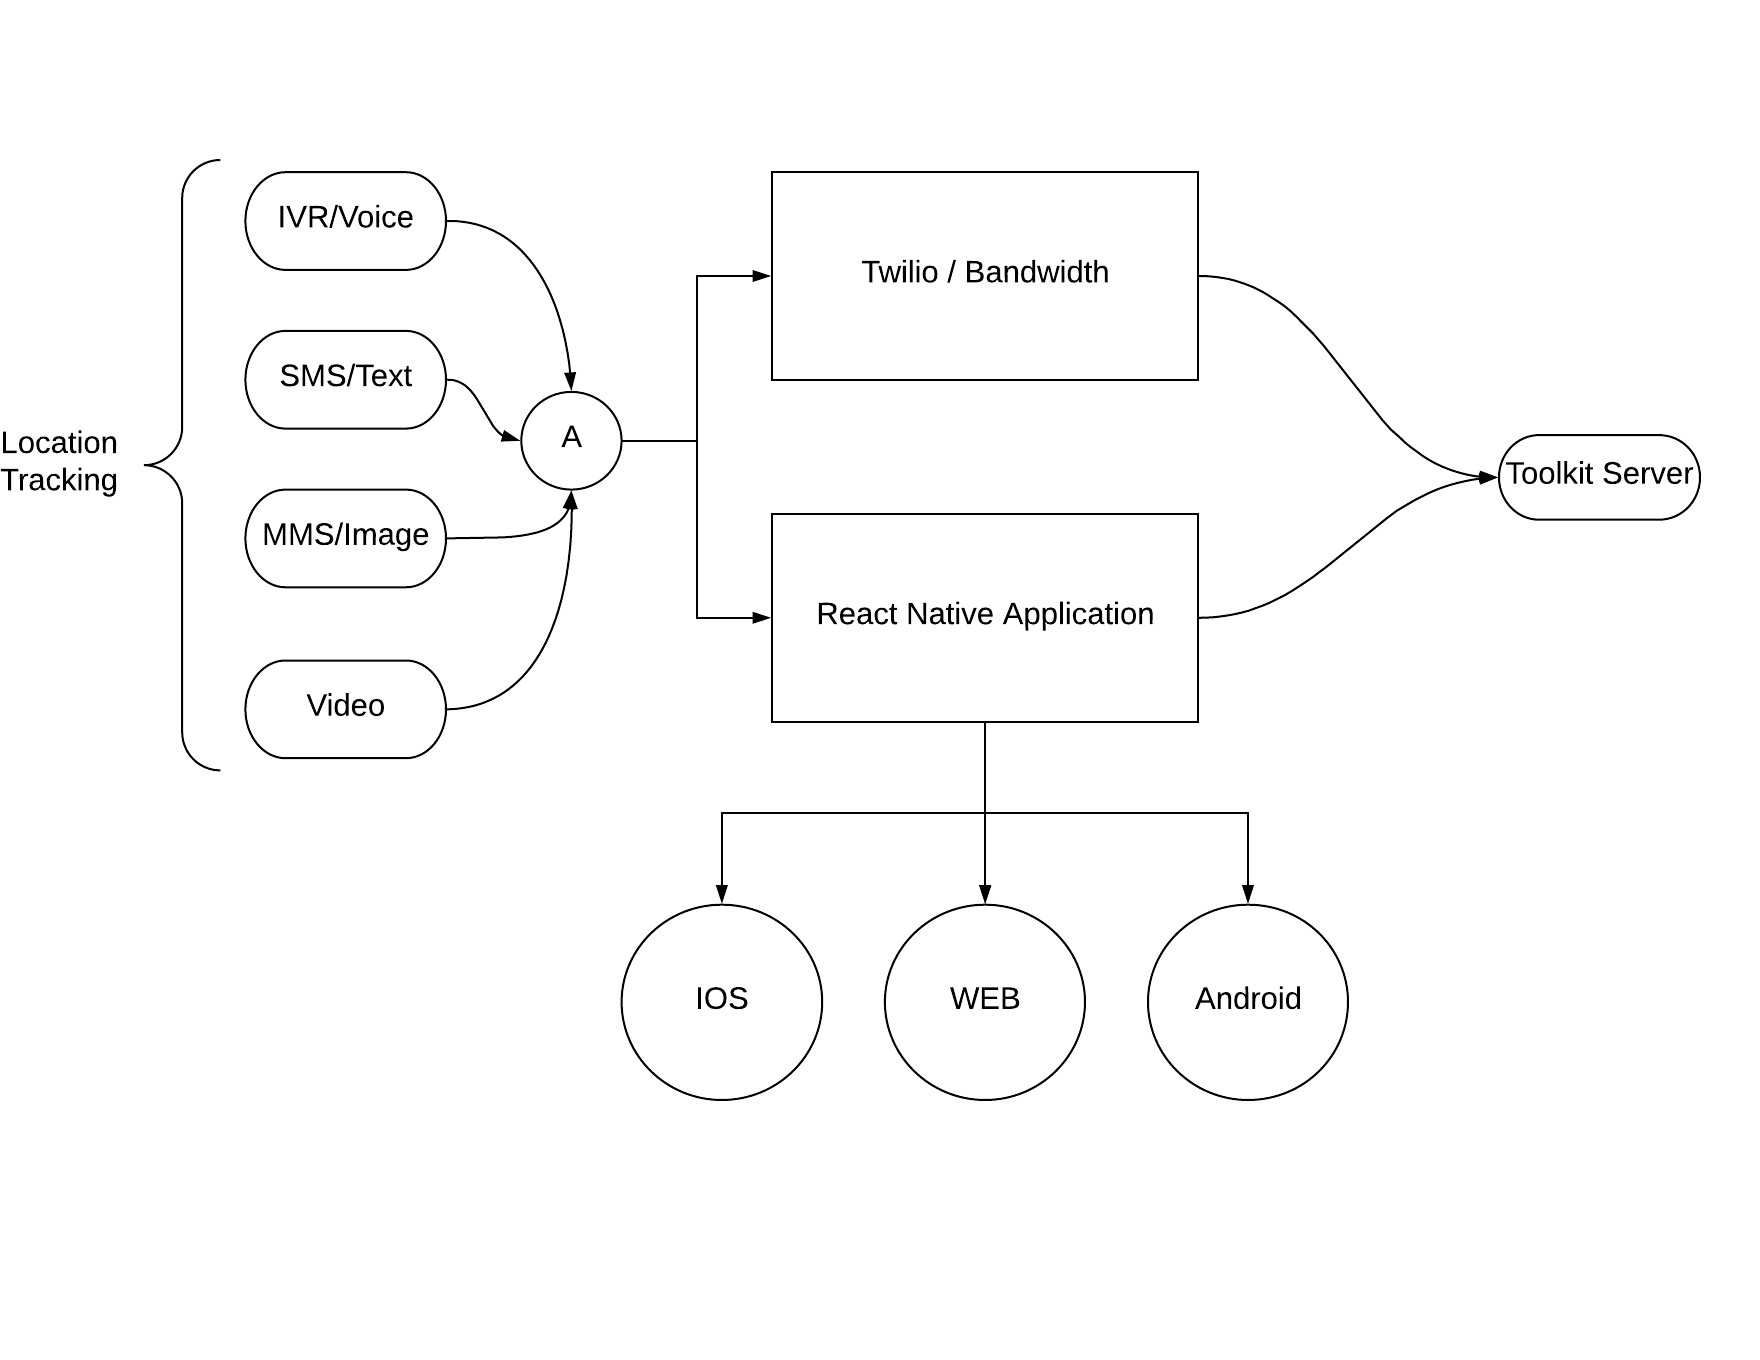 Location
Tracking
IVR/Voice
SMS/Text
MMS/Image
Video
A
Twilio / Bandwidth
React Native Application
Toolkit Server
IOS
WEB
Android